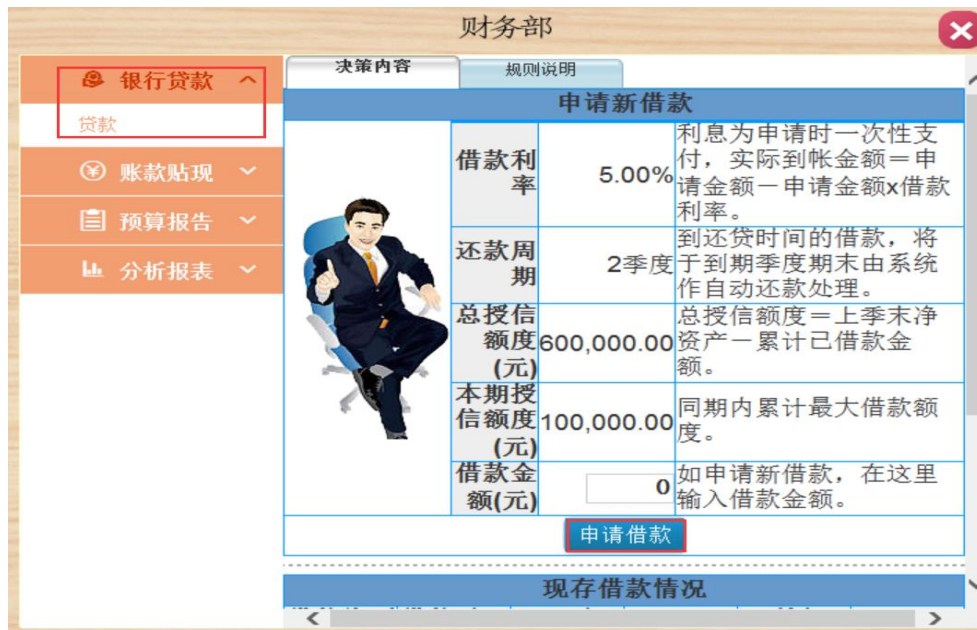 财务部
银行贷款
贷款
账款贴现
预算报告
分析报表
决策内容
规则说明
申请新借款
借款利
率
5.00%
利息为申请时一次性支
付，实际到帐金额＝申
请金额－申请金额x借款
利率。
还款周
期
2季度
到还贷时间的借款，将
于到期季度期末由系统
作自动还款处理。
总授信
额度
(元)
600,000.00
总授信额度＝上季末净
资产－累计已借款金
额。
本期授
信额度
(元)
100,000.00
同期内累计最大借款额
度。
借款金
额(元)
0
如申请新借款，在这里
输入借款金额。
申请借款
现存借款情况